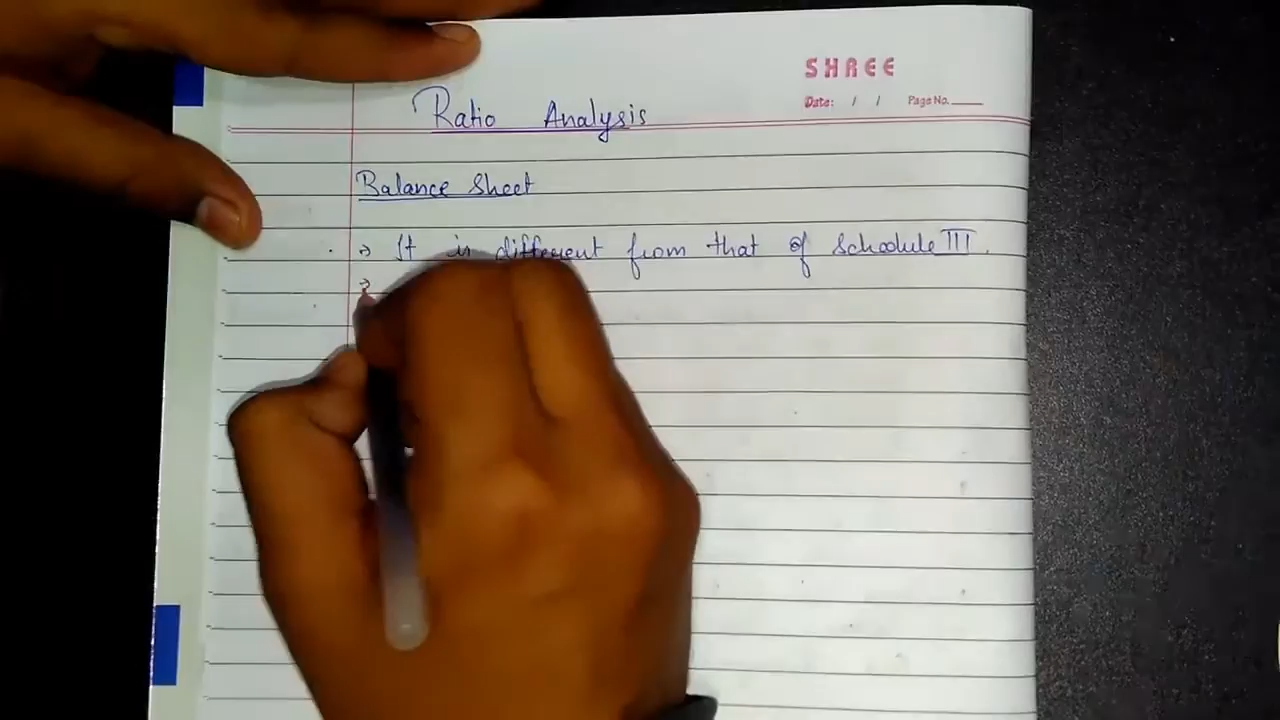 SHREE
Date: / / Page No.
Ratio Analysis
Balance Sheet
→ It is different from that of Schedule III.
→